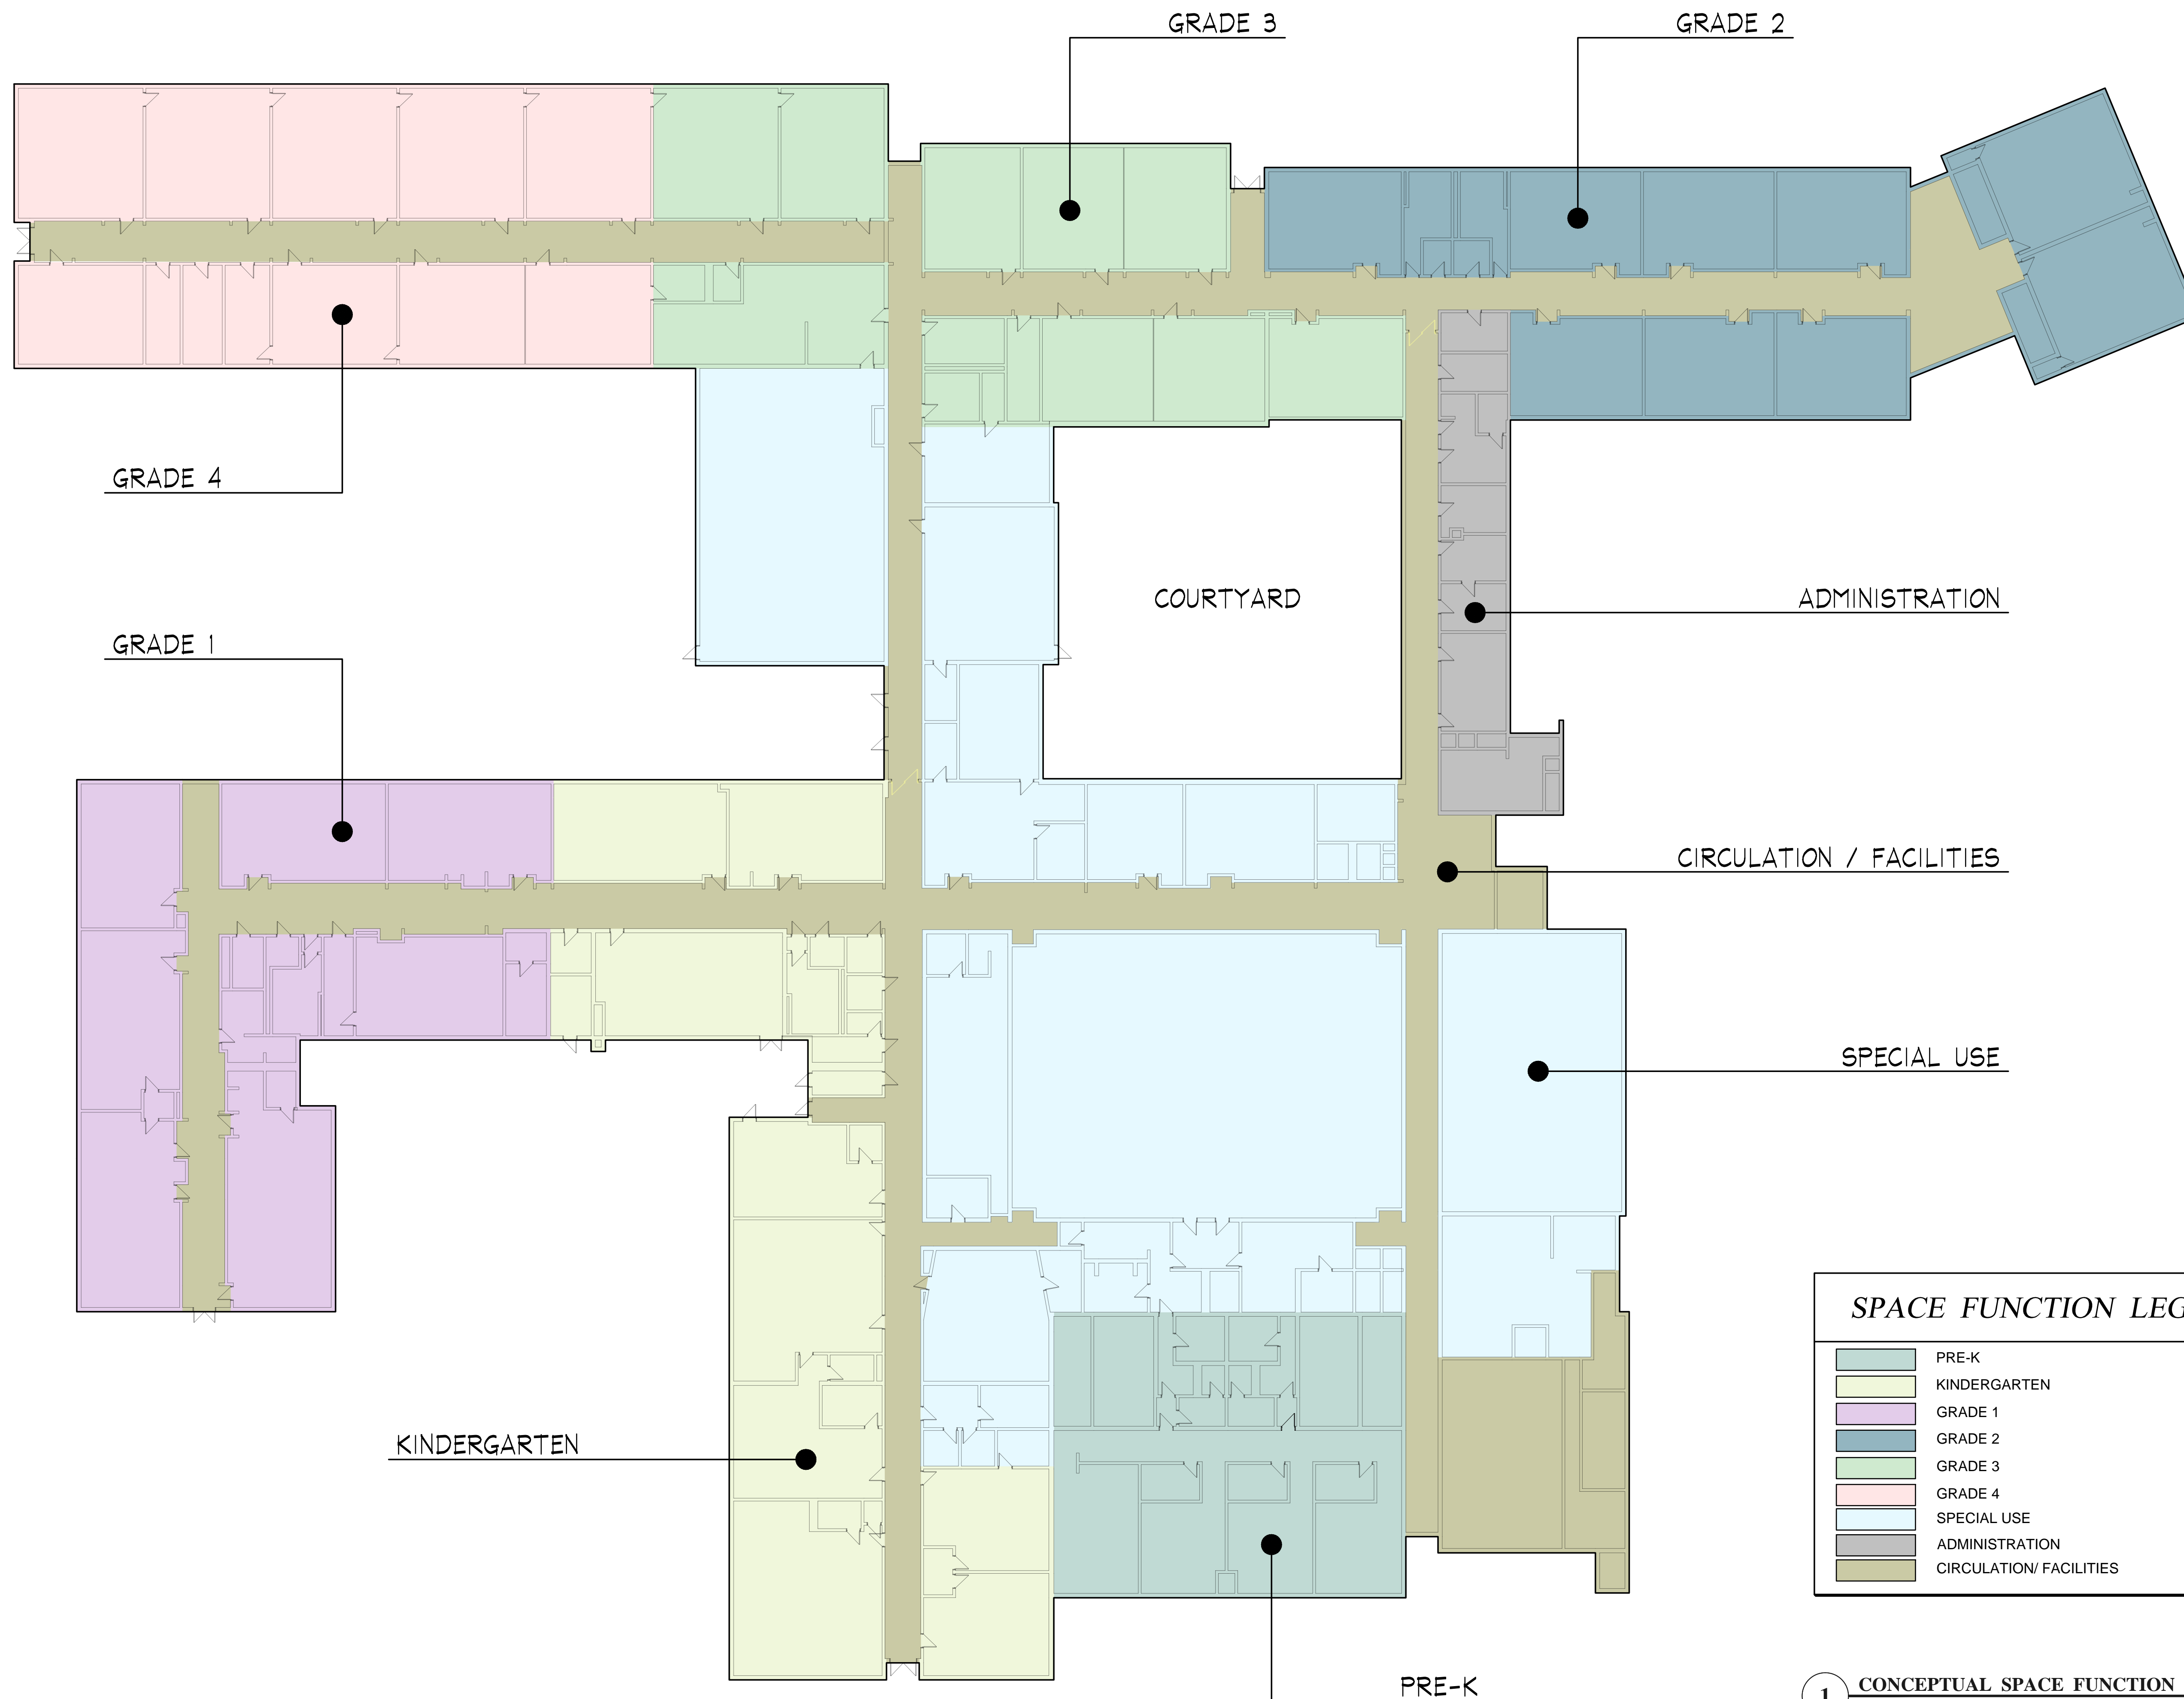 GRADE 3
GRADE 2
GRADE 4
COURTYARD
ADMINISTRATION
GRADE 1
CIRCULATION / FACILITIES
SPECIAL USE
KINDERGARTEN
PRE-K
SPACE FUNCTION LEG
PRE-K
KINDERGARTEN
GRADE 1
GRADE 2
GRADE 3
GRADE 4
SPECIAL USE
ADMINISTRATION
CIRCULATION/ FACILITIES
1 CONCEPTUAL SPACE FUNCTION